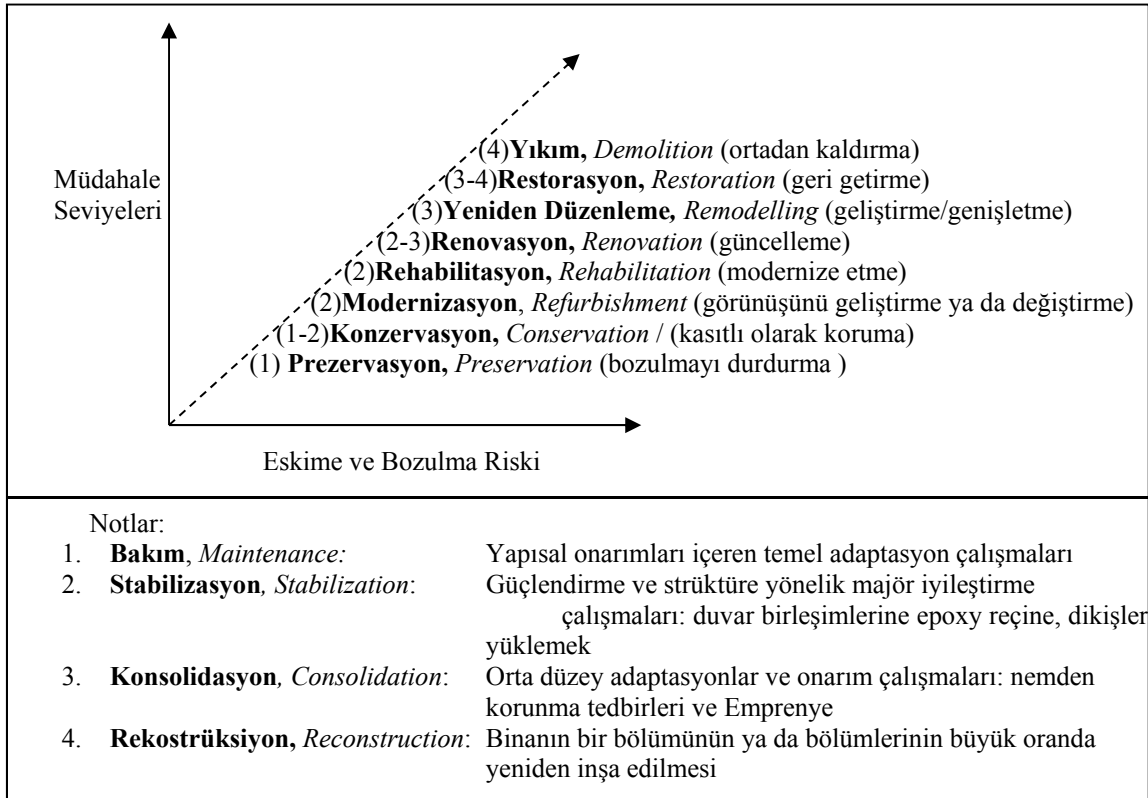 (4)Yıkım, Demolition (ortadan kaldırma)
Müdahale
Seviyeleri
(3-4)Restorasyon, Restoration (geri getirme)
(3)Yeniden Düzenleme, Remodelling (geliştirme/genişletme)
(2-3)Renovasyon, Renovation (güncelleme)
(2)Rehabilitasyon, Rehabilitation (modernize etme)
(2)Modernizasyon, Refurbishment (görünüşünü geliştirme ya da değiştirme)
(1-2)Konzervasyon, Conservation / (kasıtlı olarak koruma)
(1) Prezervasyon, Preservation (bozulmayı durdurma )
Eskime ve Bozulma Riski
Notlar:
1. Bakım, Maintenance: Yapısal onarımları içeren temel adaptasyon çalışmaları
2. Stabilizasyon, Stabilization: Güçlendirme ve strüktüre yönelik majör iyileştirme
çalışmaları: duvar birleşimlerine epoxy reçine, dikişler
yüklemek
3. Konsolidasyon, Consolidation: Orta düzey adaptasyonlar ve onarım çalışmaları: nemden
korunma tedbirleri ve Emprenye
4. Rekostrüksiyon, Reconstruction: Binanın bir bölümünün ya da bölümlerinin büyük oranda
yeniden inşa edilmesi